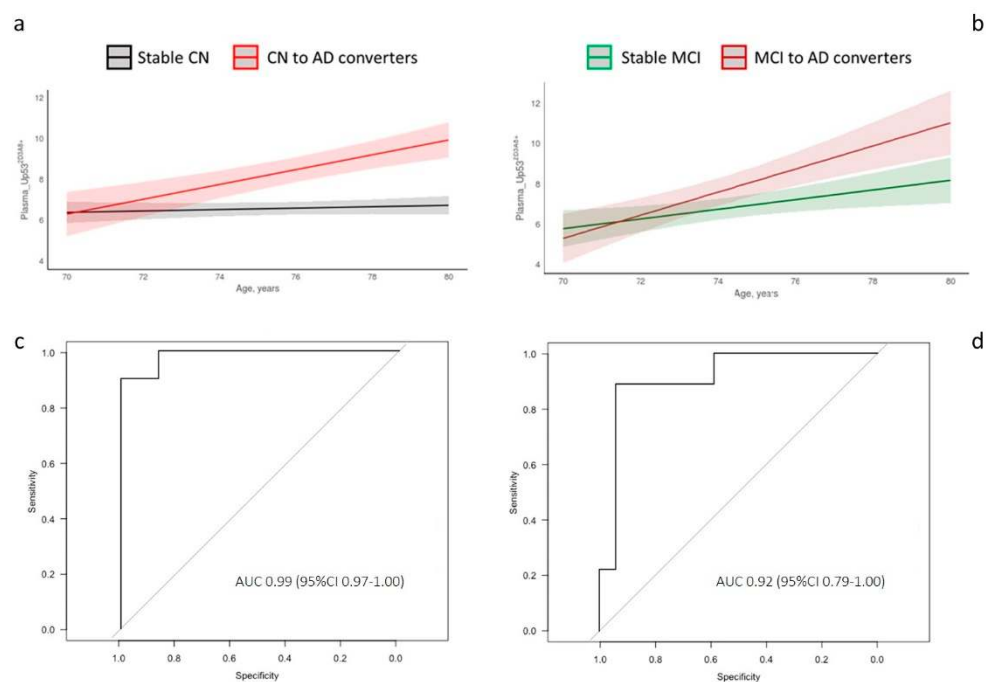 a
b
Stable CN
CN to AD converters
Stable MCI
MCI to AD converters
12
10
8
6
4
Plasma_Up53²ᴰ³ᴬ⁸⁺
70 72 74 76 78 80
Age, years
12
10
8
6
4
Plasma_Up53²ᴰ³ᴬ⁸⁺
70 72 74 76 78 80
Age, years
c
d
1.0
0.8
0.6
0.4
0.2
0.0
Sensitivity
AUC 0.99 (95%CI 0.97-1.00)
1.0 0.8 0.6 0.4 0.2 0.0
Specificity
1.0
0.8
0.6
0.4
0.2
0.0
Sensitivity
AUC 0.92 (95%CI 0.79-1.00)
1.0 0.8 0.6 0.4 0.2 0.0
Specificity